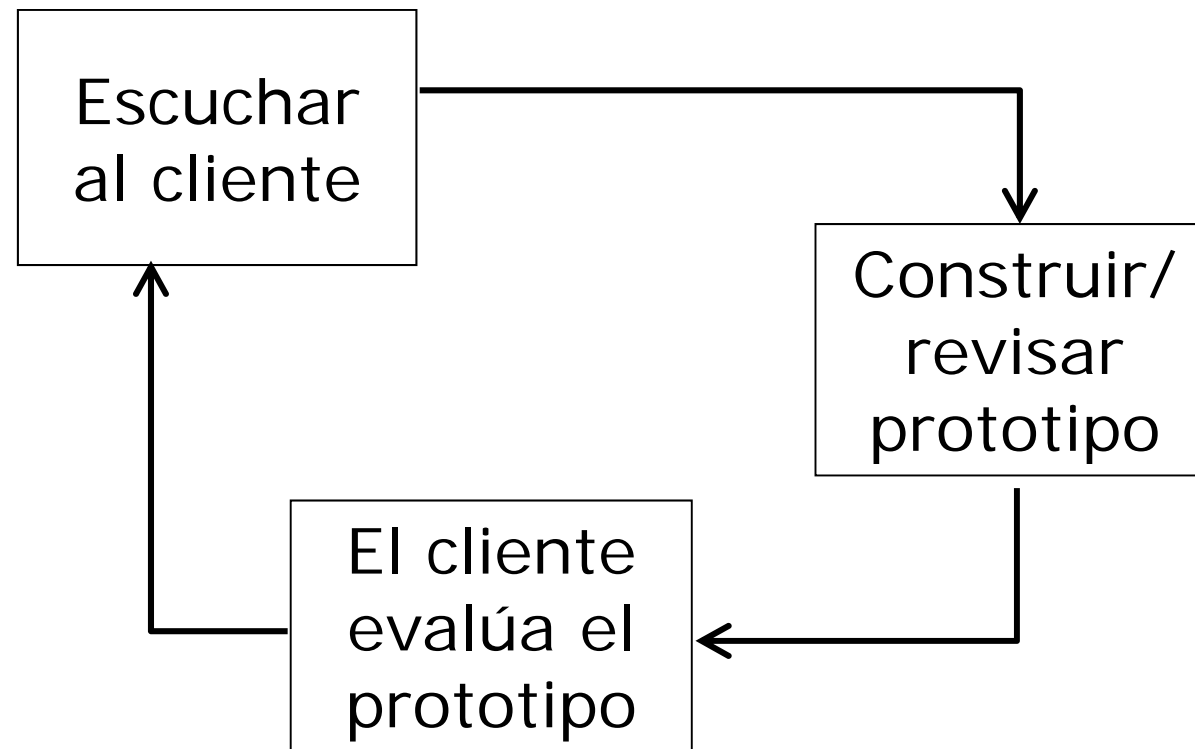 Escuchar
al cliente
Construir/
revisar
prototipo
El cliente
evalúa el
prototipo